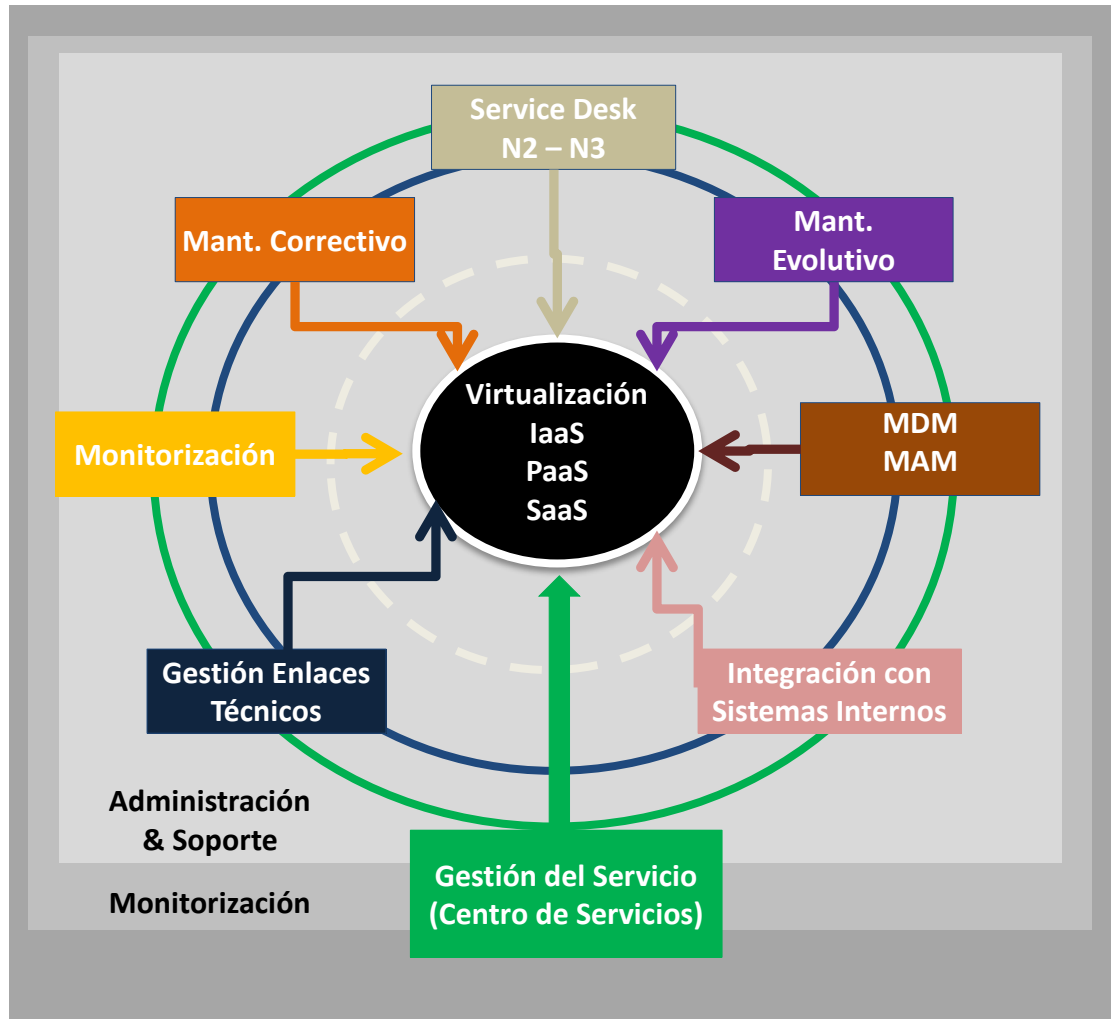 Service Desk
N2 – N3
Mant. Correctivo
Mant.
Evolutivo
Virtualización
IaaS
PaaS
SaaS
Monitorización
MDM
MAM
Gestión Enlaces
Técnicos
Integración con
Sistemas Internos
Administración
& Soporte
Monitorización
Gestión del Servicio
(Centro de Servicios)